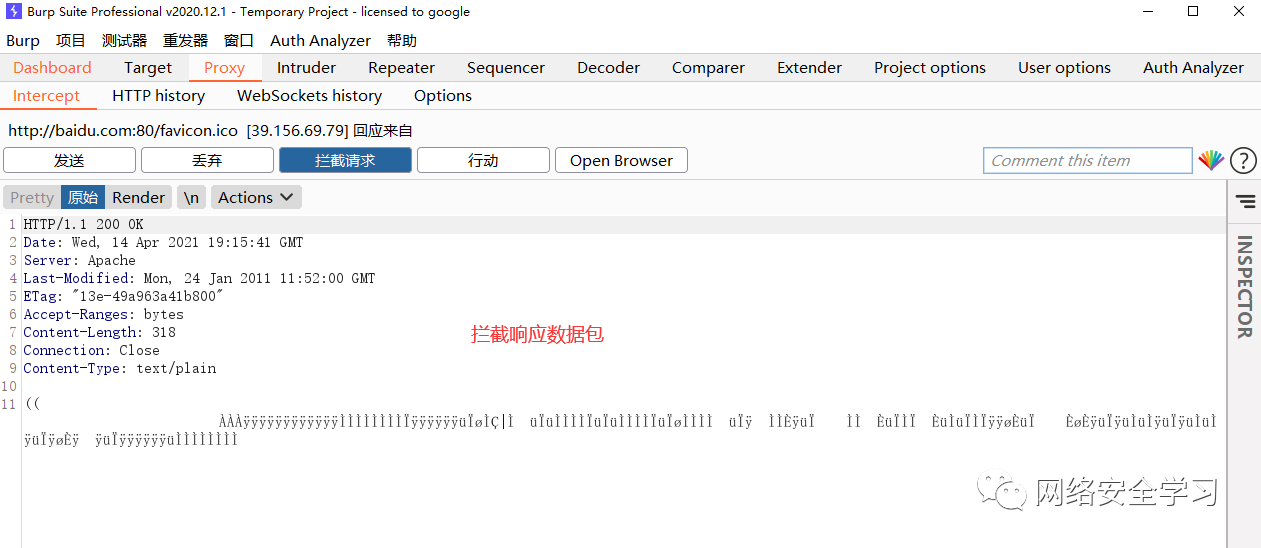 Burp Suite Professional v2020.12.1 - Temporary Project - licensed to google
Burp 项目 测试器 重发器 窗口 Auth Analyzer 帮助
Dashboard Target Proxy Intruder Repeater Sequencer Decoder Comparer Extender Project options User options Auth Analyzer
Intercept HTTP history WebSockets history Options
http://baidu.com:80/favicon.ico [39.156.69.79] 回应来自
发送 丢弃 拦截请求 行动 Open Browser Comment this item ?
Pretty 原始 Render \n Actions
1 HTTP/1.1 200 OK
2 Date: Wed, 14 Apr 2021 19:15:41 GMT
3 Server: Apache
4 Last-Modified: Mon, 24 Jan 2011 11:52:00 GMT
5 ETag: "13e-49a963a41b800"
6 Accept-Ranges: bytes
7 Content-Length: 318
8 Connection: Close
9 Content-Type: text/plain
10
11 ((
拦截响应数据包
INSPECTOR
网络安全学习